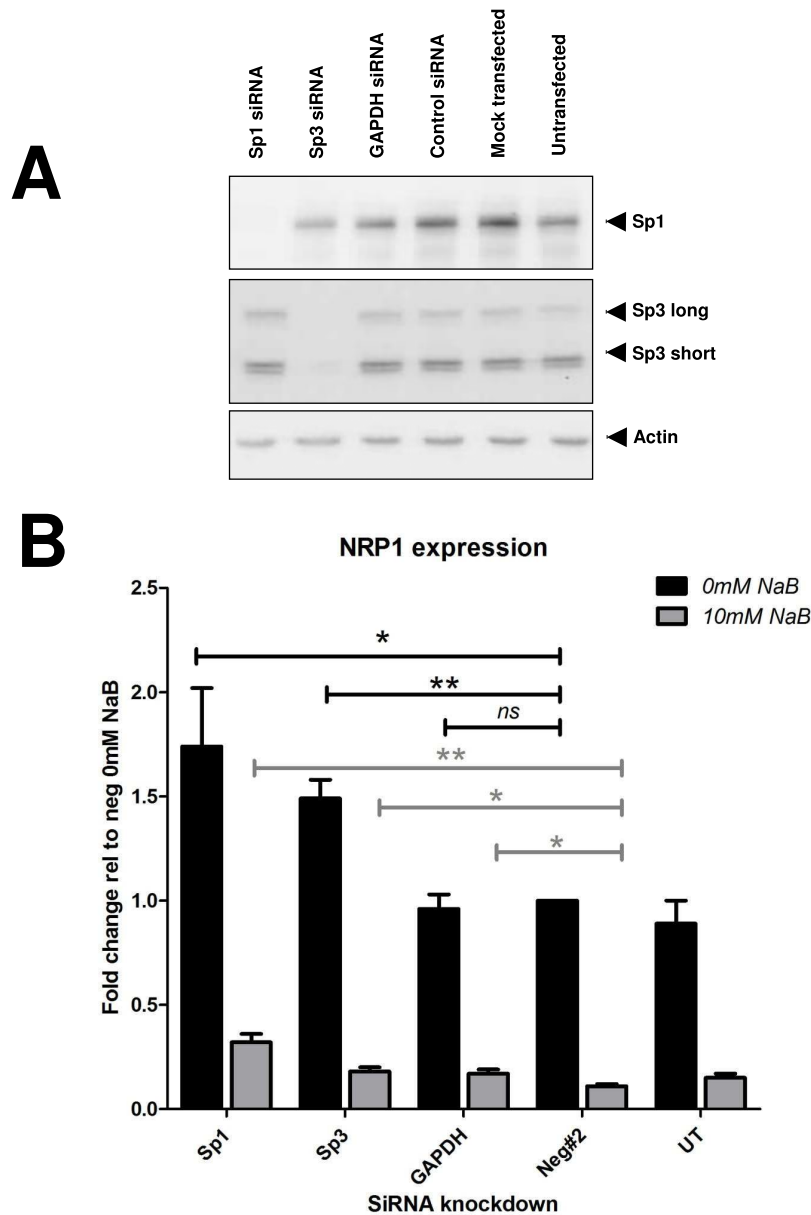 A
Sp1 siRNA
Sp3 siRNA
GAPDH siRNA
Control siRNA
Mock transfected
Untransfected
Sp1
Sp3 long
Sp3 short
Actin
B
NRP1 expression
0mM NaB
10mM NaB
Fold change rel to neg 0mM NaB
2.5
2.0
1.5
1.0
0.5
0.0
*
**
ns
**
*
*
Sp1
Sp3
GAPDH
Neg#2
UT
SiRNA knockdown